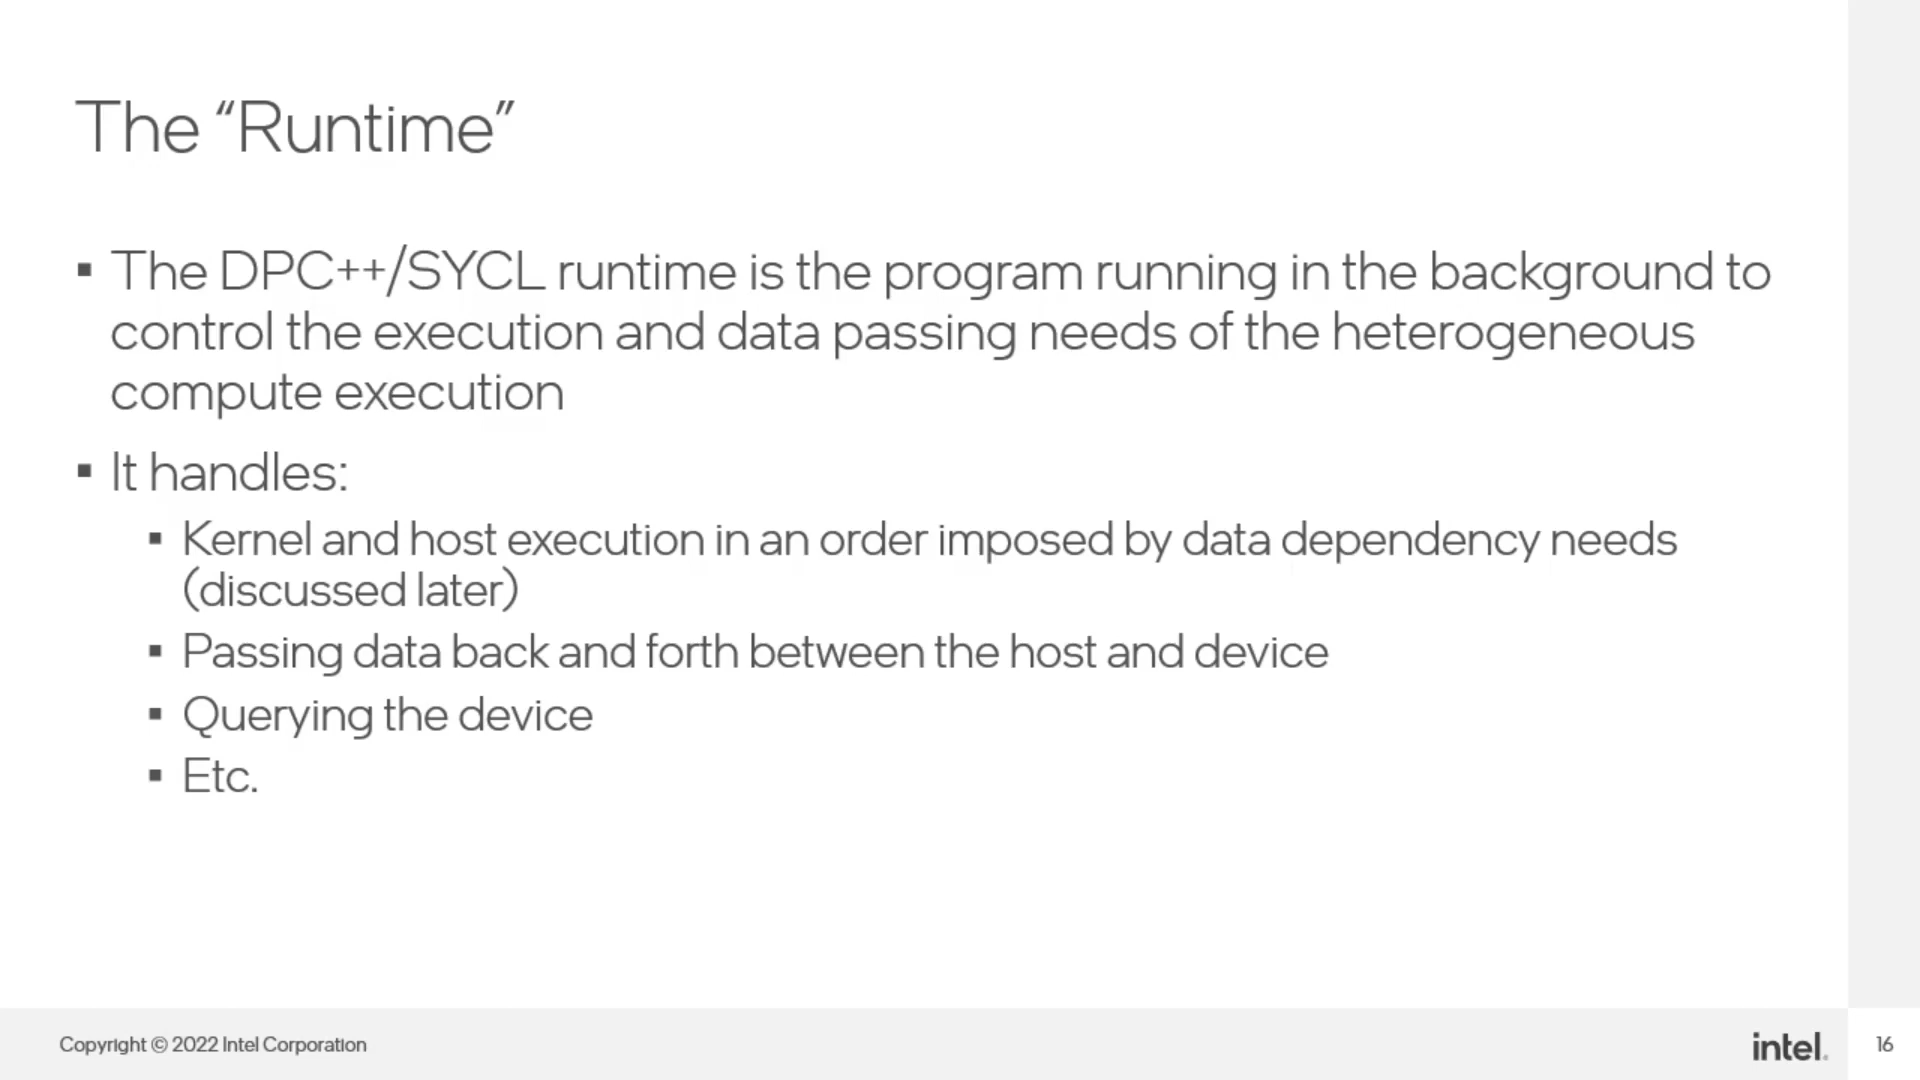 The “Runtime”
▪ The DPC++/SYCL runtime is the program running in the background to
control the execution and data passing needs of the heterogeneous
compute execution
▪ It handles:
▪ Kernel and host execution in an order imposed by data dependency needs
(discussed later)
▪ Passing data back and forth between the host and device
▪ Querying the device
▪ Etc.
Copyright © 2022 Intel Corporation
intel.
16